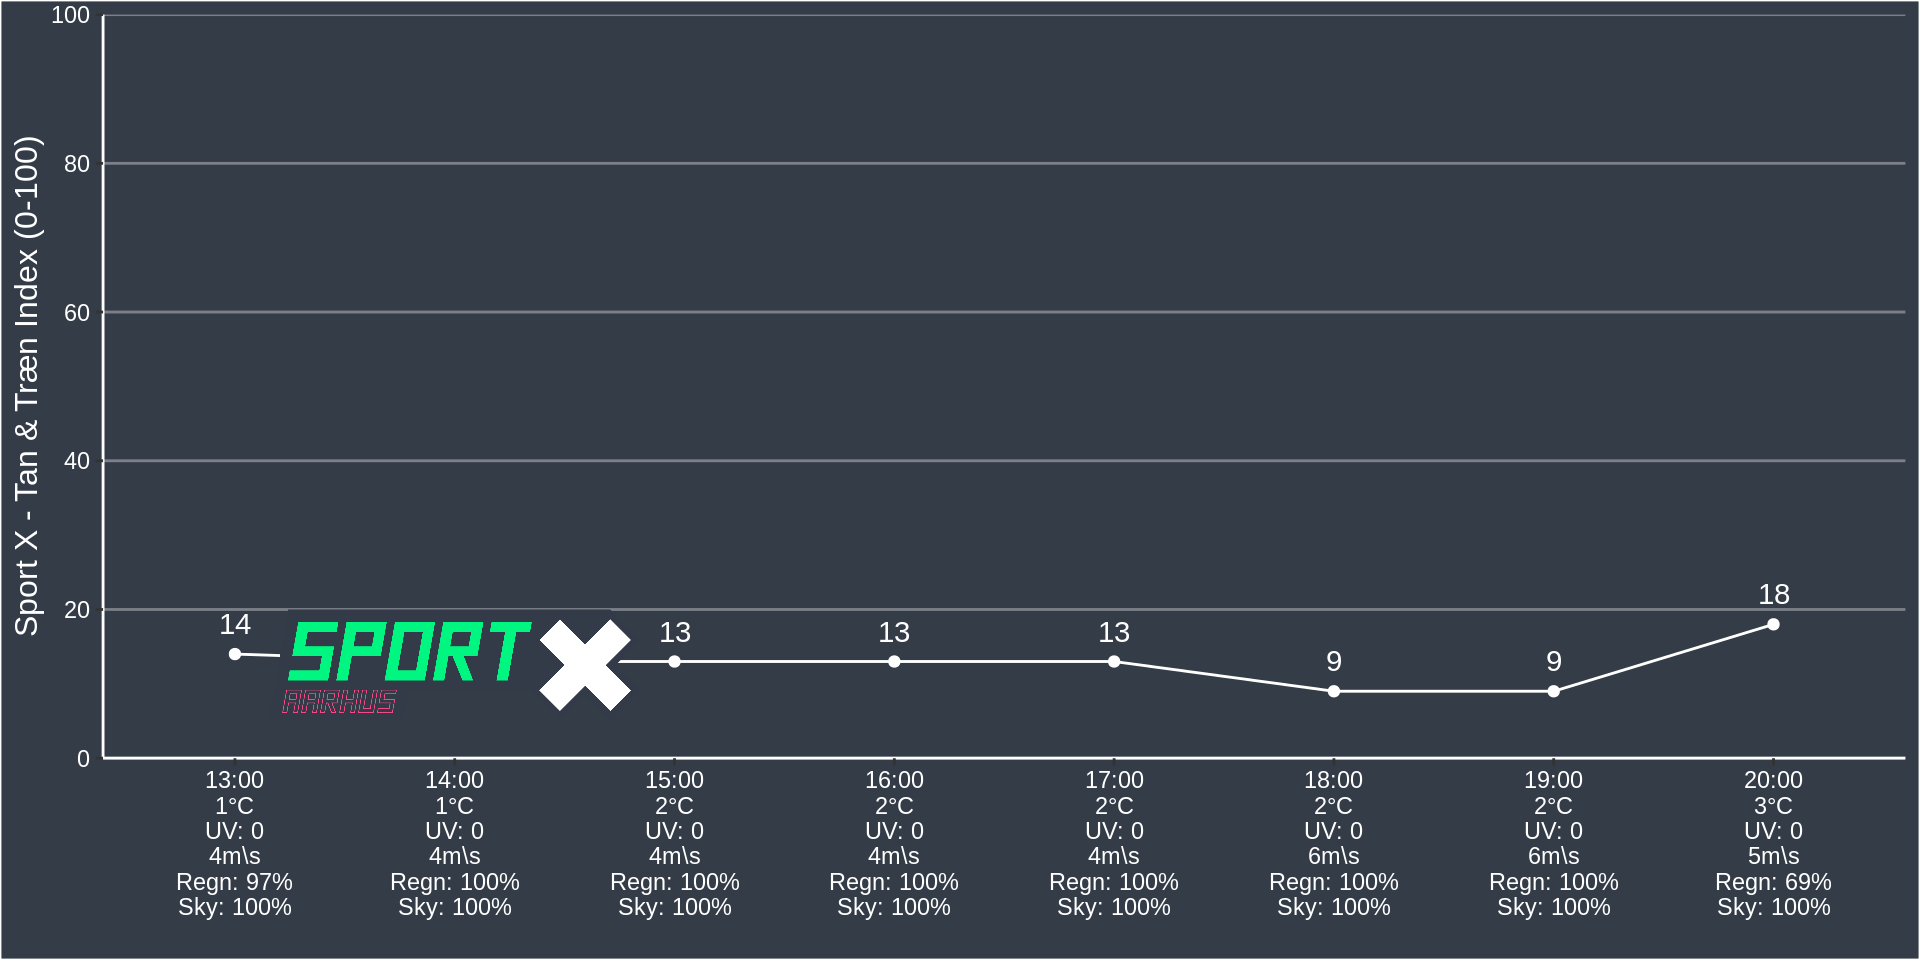 Sport X - Tan & Træn Index (0-100)
100
80
60
40
20
0
14
13
13
13
9
9
18
SPORT X
AARHUS
13:00 14:00 15:00 16:00 17:00 18:00 19:00 20:00
1°C 1°C 2°C 2°C 2°C 2°C 2°C 3°C
UV: 0 UV: 0 UV: 0 UV: 0 UV: 0 UV: 0 UV: 0 UV: 0
4m\s 4m\s 4m\s 4m\s 4m\s 6m\s 6m\s 5m\s
Regn: 97% Regn: 100% Regn: 100% Regn: 100% Regn: 100% Regn: 100% Regn: 100% Regn: 69%
Sky: 100% Sky: 100% Sky: 100% Sky: 100% Sky: 100% Sky: 100% Sky: 100% Sky: 100%